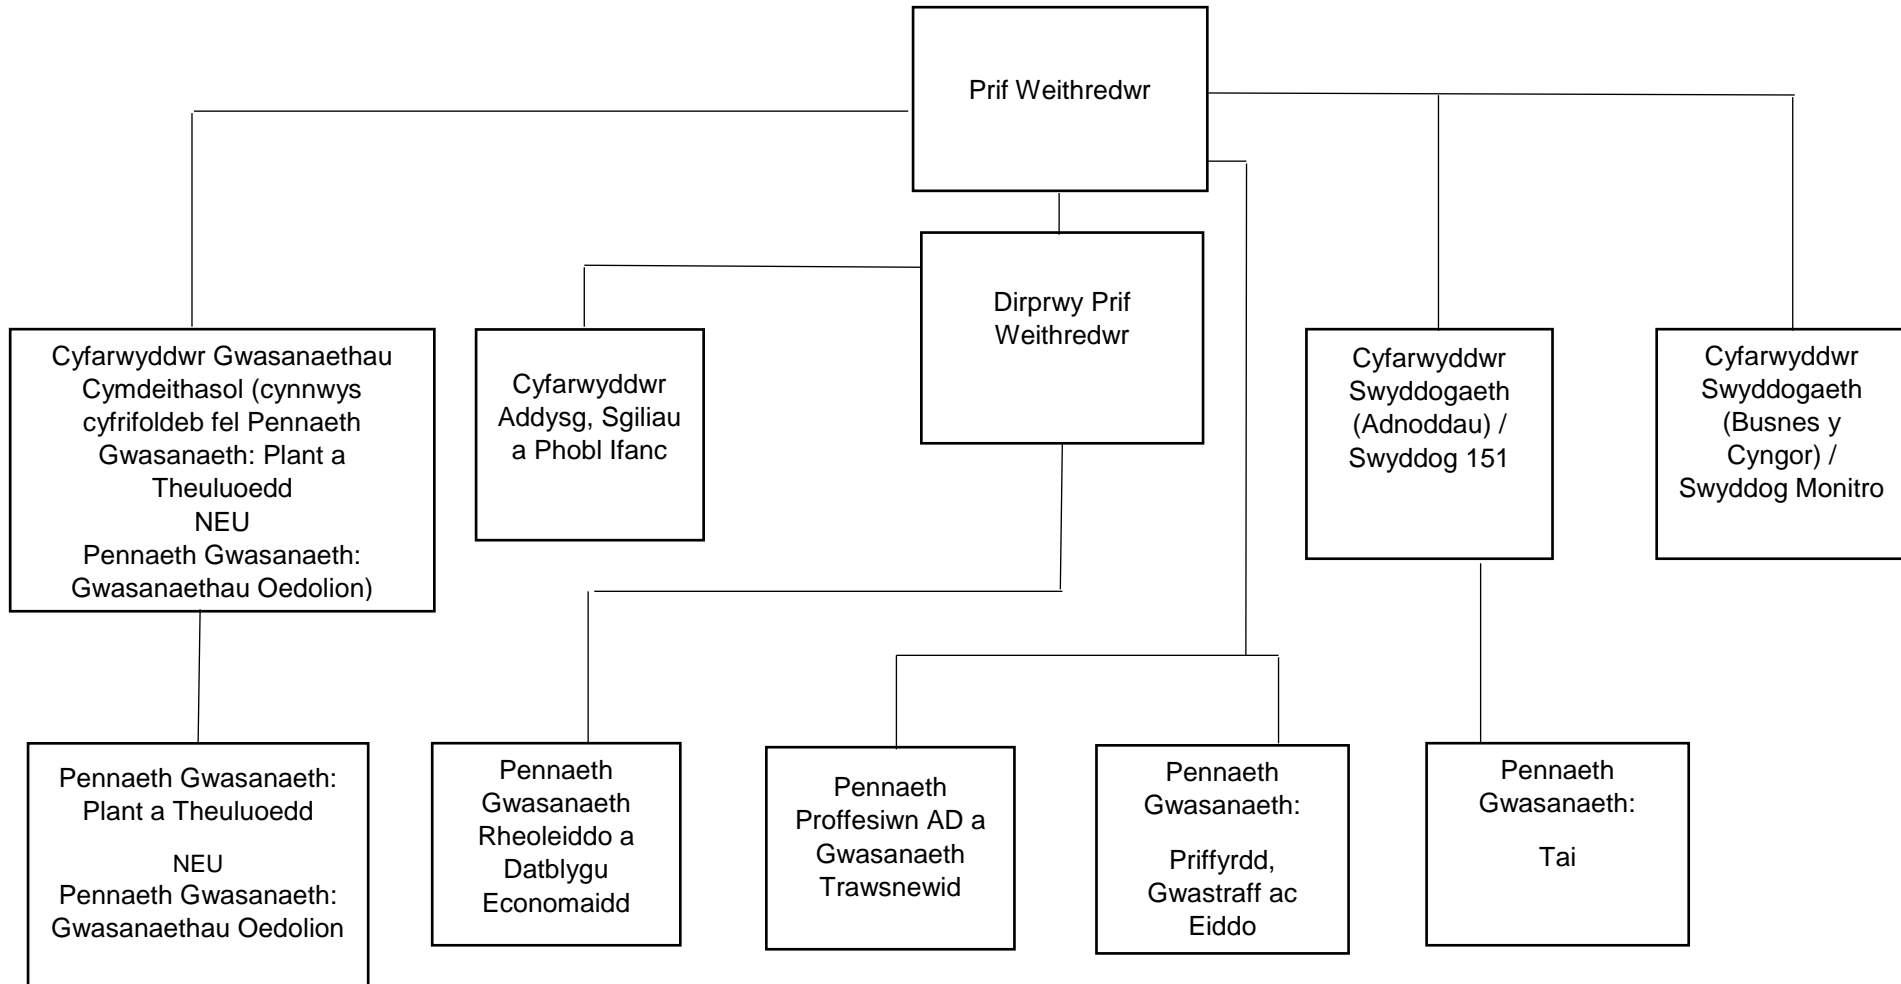 Prif Weithredwr
Dirprwy Prif
Weithredwr
Cyfarwyddwr Gwasanaethau
Cymdeithasol (cynnwys
cyfrifoldeb fel Pennaeth
Gwasanaeth: Plant a
Theuluoedd
NEU
Pennaeth Gwasanaeth:
Gwasanaethau Oedolion)
Cyfarwyddwr
Addysg, Sgiliau
a Phobl Ifanc
Cyfarwyddwr
Swyddogaeth
(Adnoddau) /
Swyddog 151
Cyfarwyddwr
Swyddogaeth
(Busnes y
Cyngor) /
Swyddog Monitro
Pennaeth Gwasanaeth:
Plant a Theuluoedd
NEU
Pennaeth Gwasanaeth:
Gwasanaethau Oedolion
Pennaeth
Gwasanaeth
Rheoleiddo a
Datblygu
Economaidd
Pennaeth
Proffesiwn AD a
Gwasanaeth
Trawsnewid
Pennaeth
Gwasanaeth:
Priffyrdd,
Gwastraff ac
Eiddo
Pennaeth
Gwasanaeth:
Tai